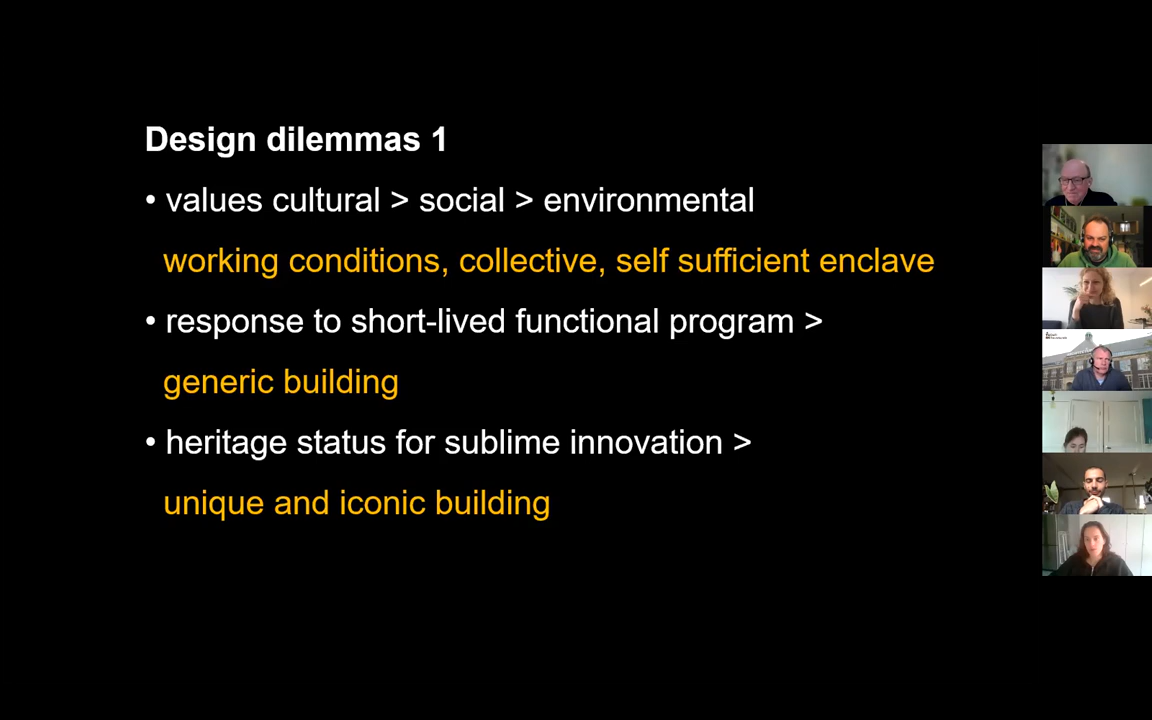 Design dilemmas 1
• values cultural > social > environmental
working conditions, collective, self sufficient enclave
• response to short-lived functional program >
generic building
• heritage status for sublime innovation >
unique and iconic building